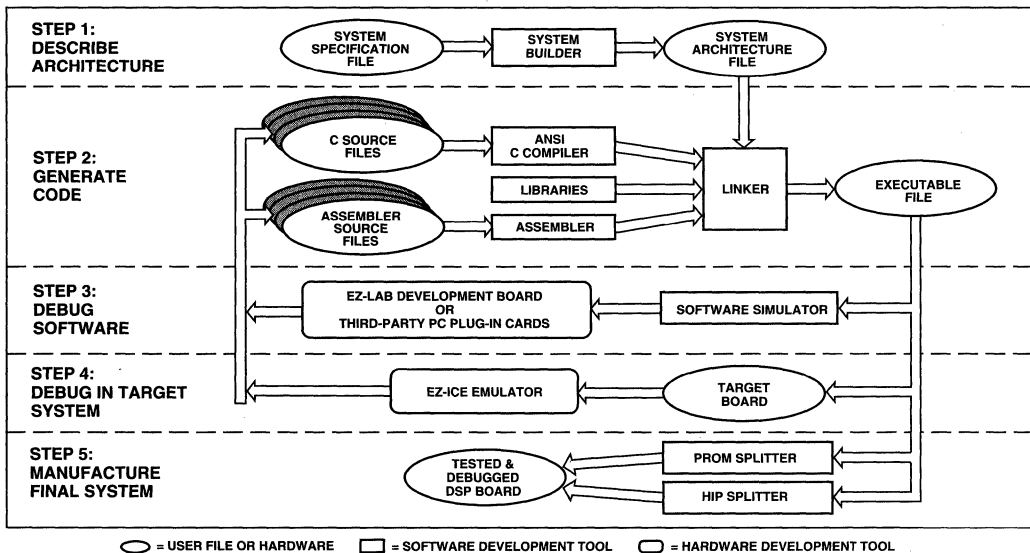 STEP 1:
DESCRIBE
ARCHITECTURE
SYSTEM
SPECIFICATION
FILE
SYSTEM
BUILDER
SYSTEM
ARCHITECTURE
FILE
STEP 2:
GENERATE
CODE
C SOURCE
FILES
ANSI
C COMPILER
LIBRARIES
ASSEMBLER
SOURCE
FILES
ASSEMBLER
LINKER
EXECUTABLE
FILE
STEP 3:
DEBUG
SOFTWARE
EZ-LAB DEVELOPMENT BOARD
OR
THIRD-PARTY PC PLUG-IN CARDS
SOFTWARE SIMULATOR
STEP 4:
DEBUG IN TARGET
SYSTEM
EZ-ICE EMULATOR
TARGET
BOARD
STEP 5:
MANUFACTURE
FINAL SYSTEM
TESTED &
DEBUGGED
DSP BOARD
PROM SPLITTER
HIP SPLITTER
= USER FILE OR HARDWARE
= SOFTWARE DEVELOPMENT TOOL
= HARDWARE DEVELOPMENT TOOL